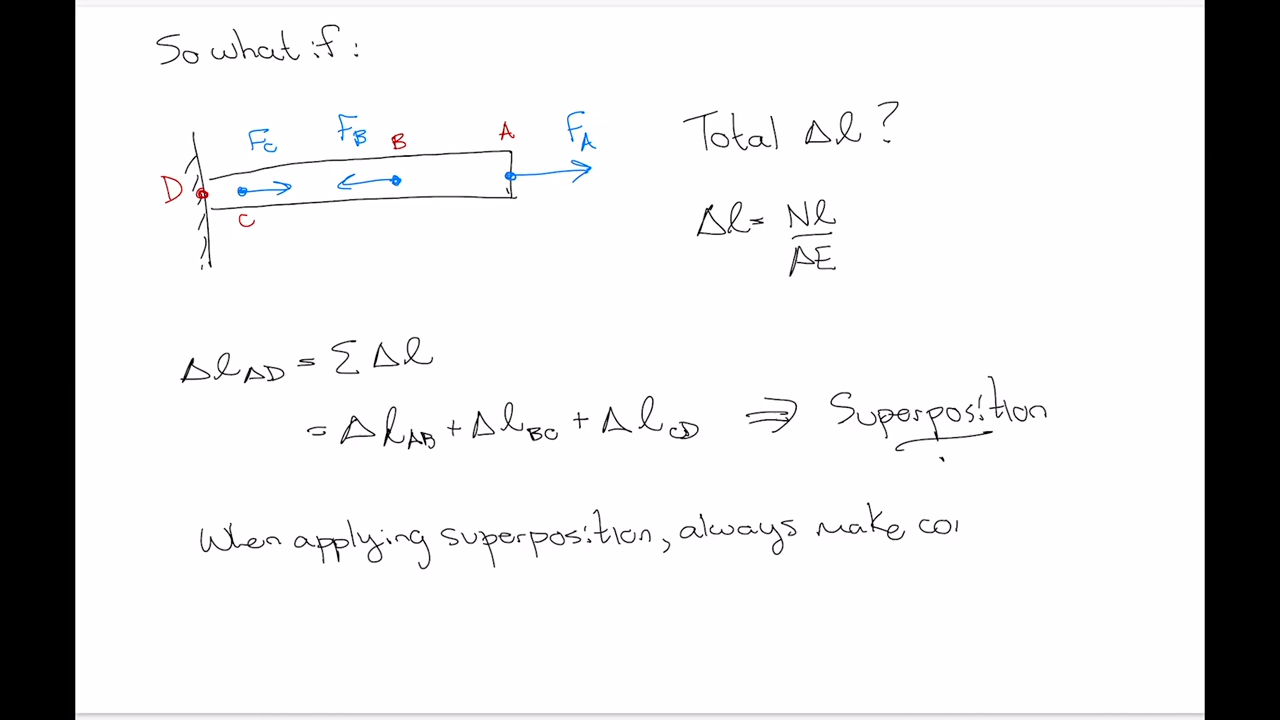 So what if:
F_C F_B B A F_A
D
C
Total Δl?
Δl = Nl/AE
Δl_AD = Σ Δl
= Δl_AB + Δl_BC + Δl_CD ⇒ Superposition
When applying superposition, always make